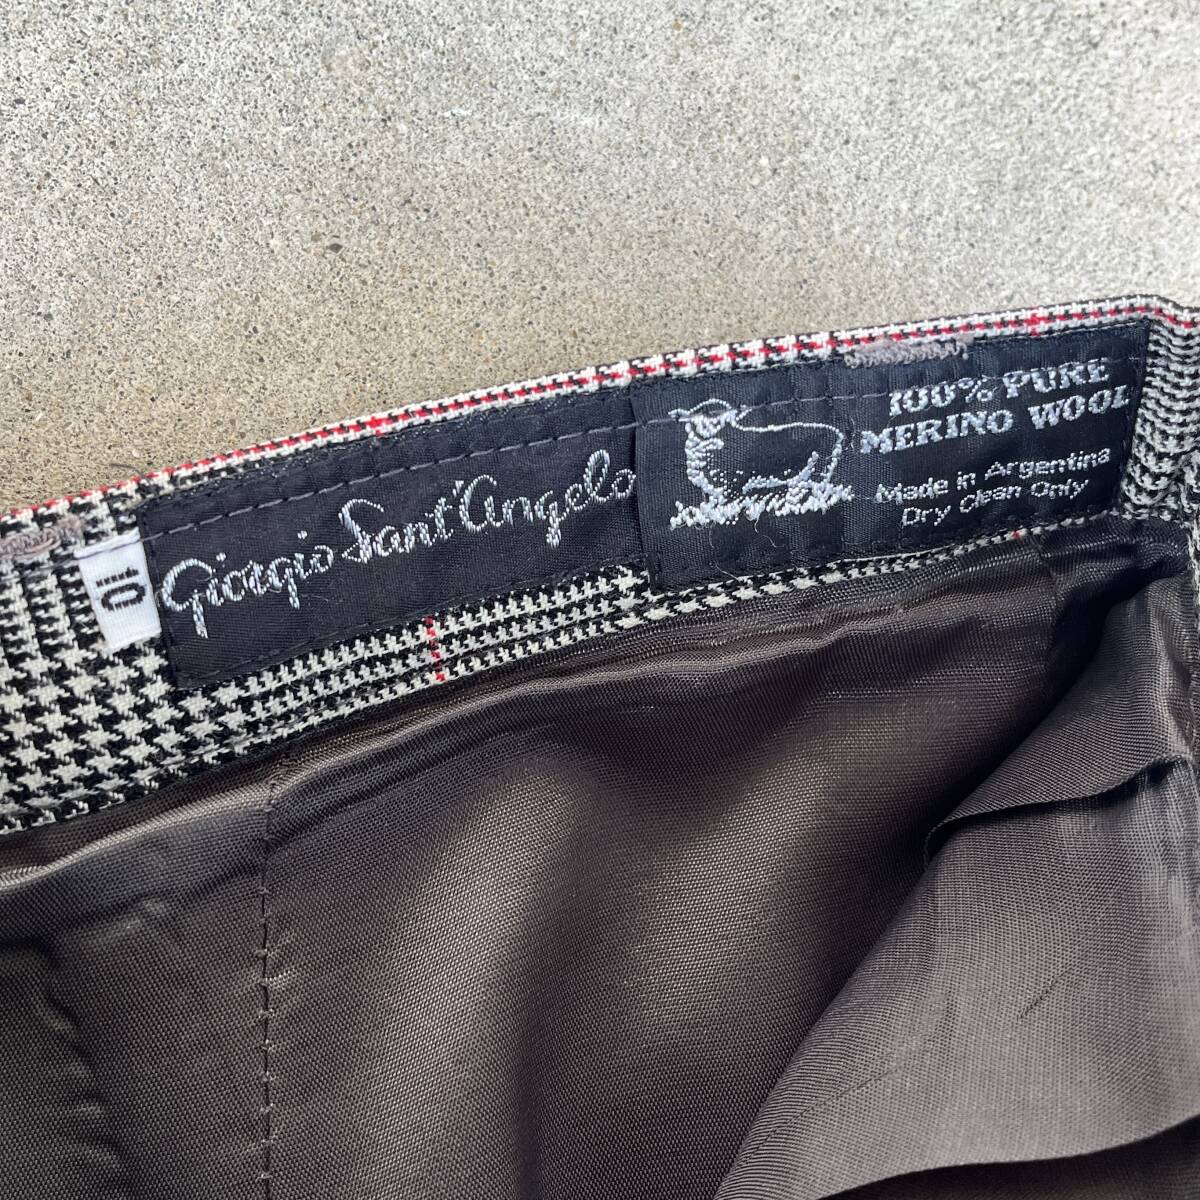 10
Giorgio Sant'Angelo
100% PURE
MERINO WOOL
Made in Argentina
Dry Clean Only